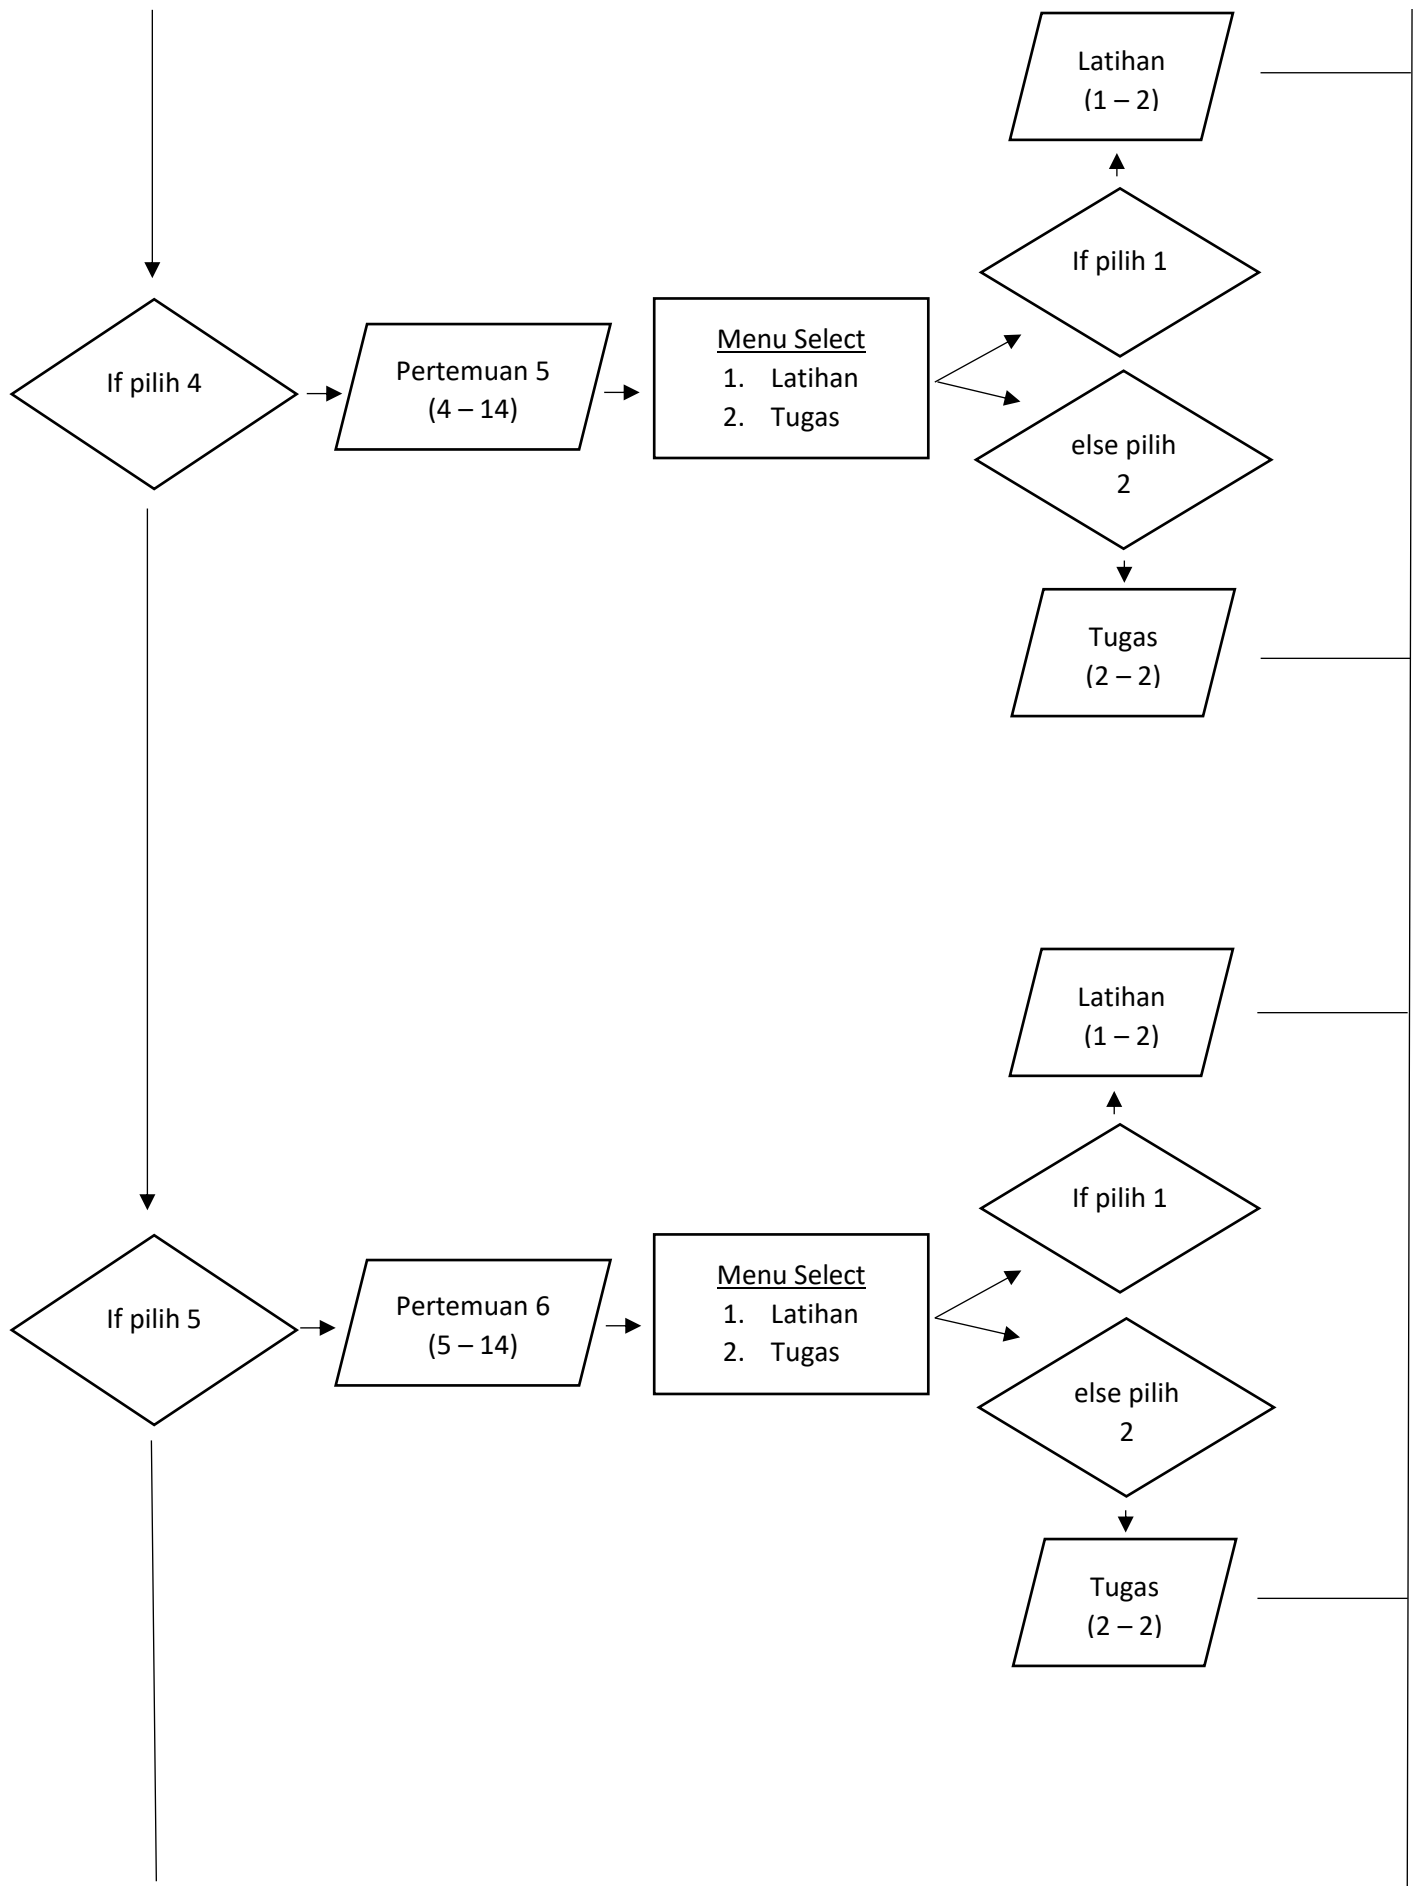 Latihan
(1 – 2)
If pilih 1
If pilih 4
Pertemuan 5
(4 – 14)
Menu Select
1. Latihan
2. Tugas
else pilih
2
Tugas
(2 – 2)
Latihan
(1 – 2)
If pilih 1
If pilih 5
Pertemuan 6
(5 – 14)
Menu Select
1. Latihan
2. Tugas
else pilih
2
Tugas
(2 – 2)